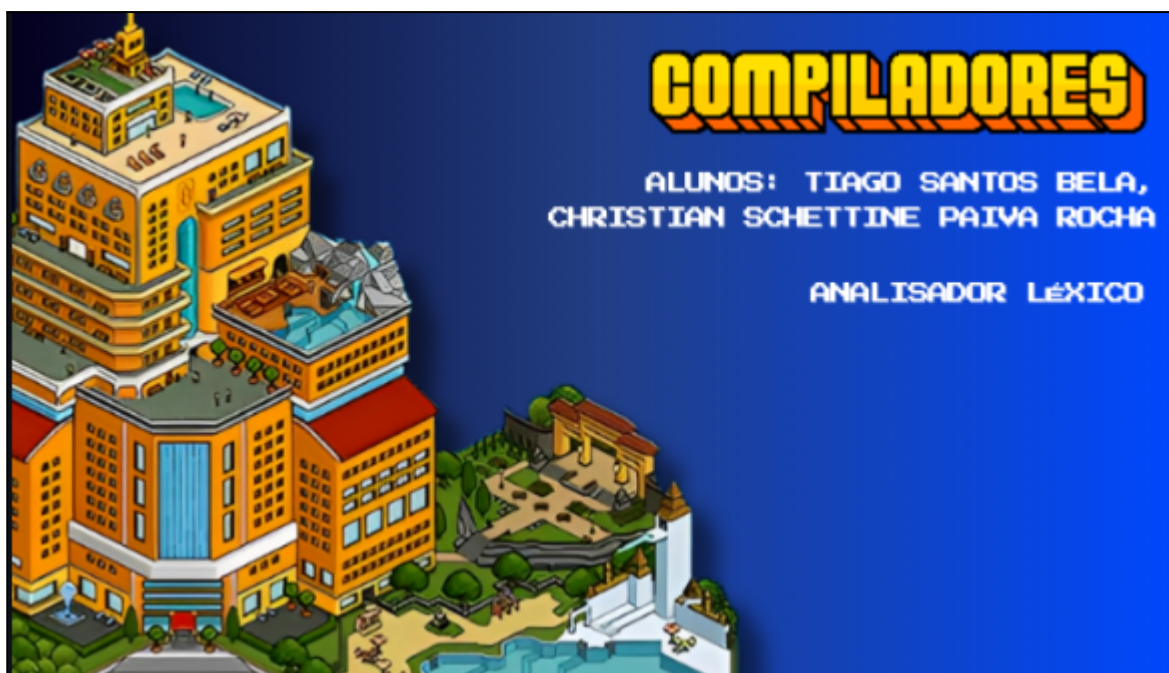 COMPILADORES
ALUNOS: TIAGO SANTOS BELA,
CHRISTIAN SCHETTINE PAIVA ROCHA
ANALISADOR LéXICO